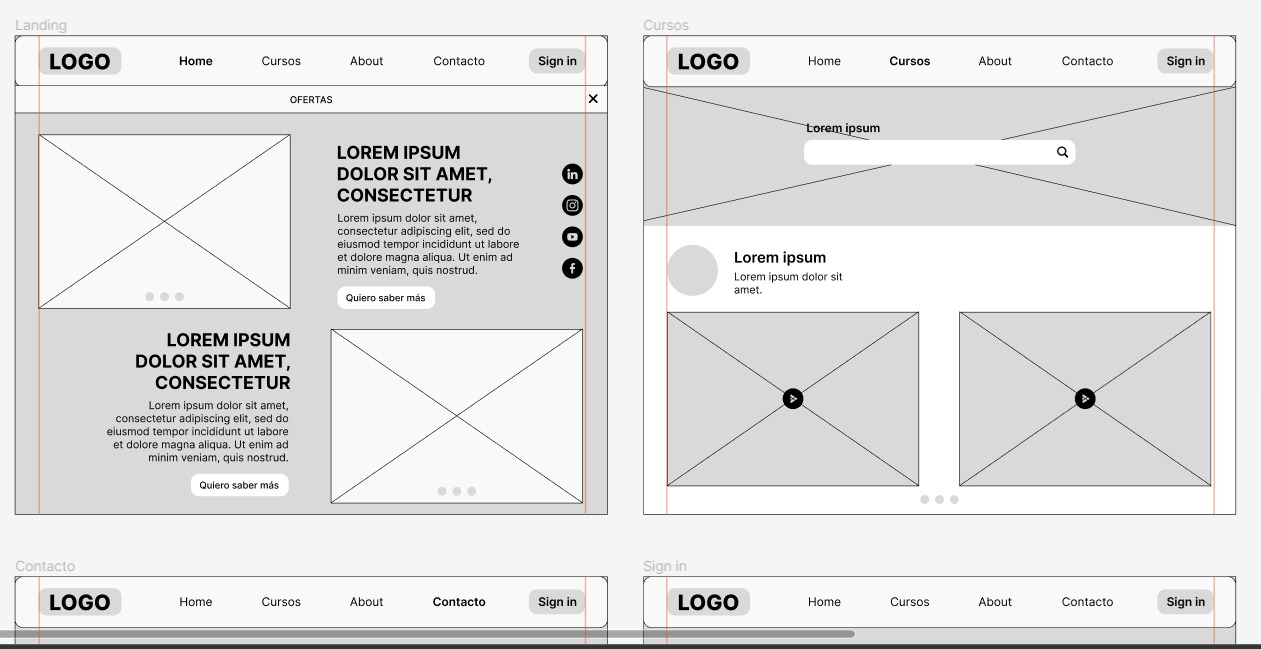 Landing
LOGO
Home
Cursos
About
Contacto
Sign in
OFERTAS
LOREM IPSUM
DOLOR SIT AMET,
CONSECTETUR
Lorem ipsum dolor sit amet,
consectetur adipiscing elit, sed do
eiusmod tempor incididunt ut labore
et dolore magna aliqua. Ut enim ad
minim veniam, quis nostrud.
Quiero saber más
LOREM IPSUM
DOLOR SIT AMET,
CONSECTETUR
Lorem ipsum dolor sit amet,
consectetur adipiscing elit, sed do
eiusmod tempor incididunt ut labore
et dolore magna aliqua. Ut enim ad
minim veniam, quis nostrud.
Quiero saber más
Cursos
LOGO
Home
Cursos
About
Contacto
Sign in
Lorem ipsum
Lorem ipsum
Lorem ipsum dolor sit
amet.
Contacto
LOGO
Home
Cursos
About
Contacto
Sign in
Sign in
LOGO
Home
Cursos
About
Contacto
Sign in